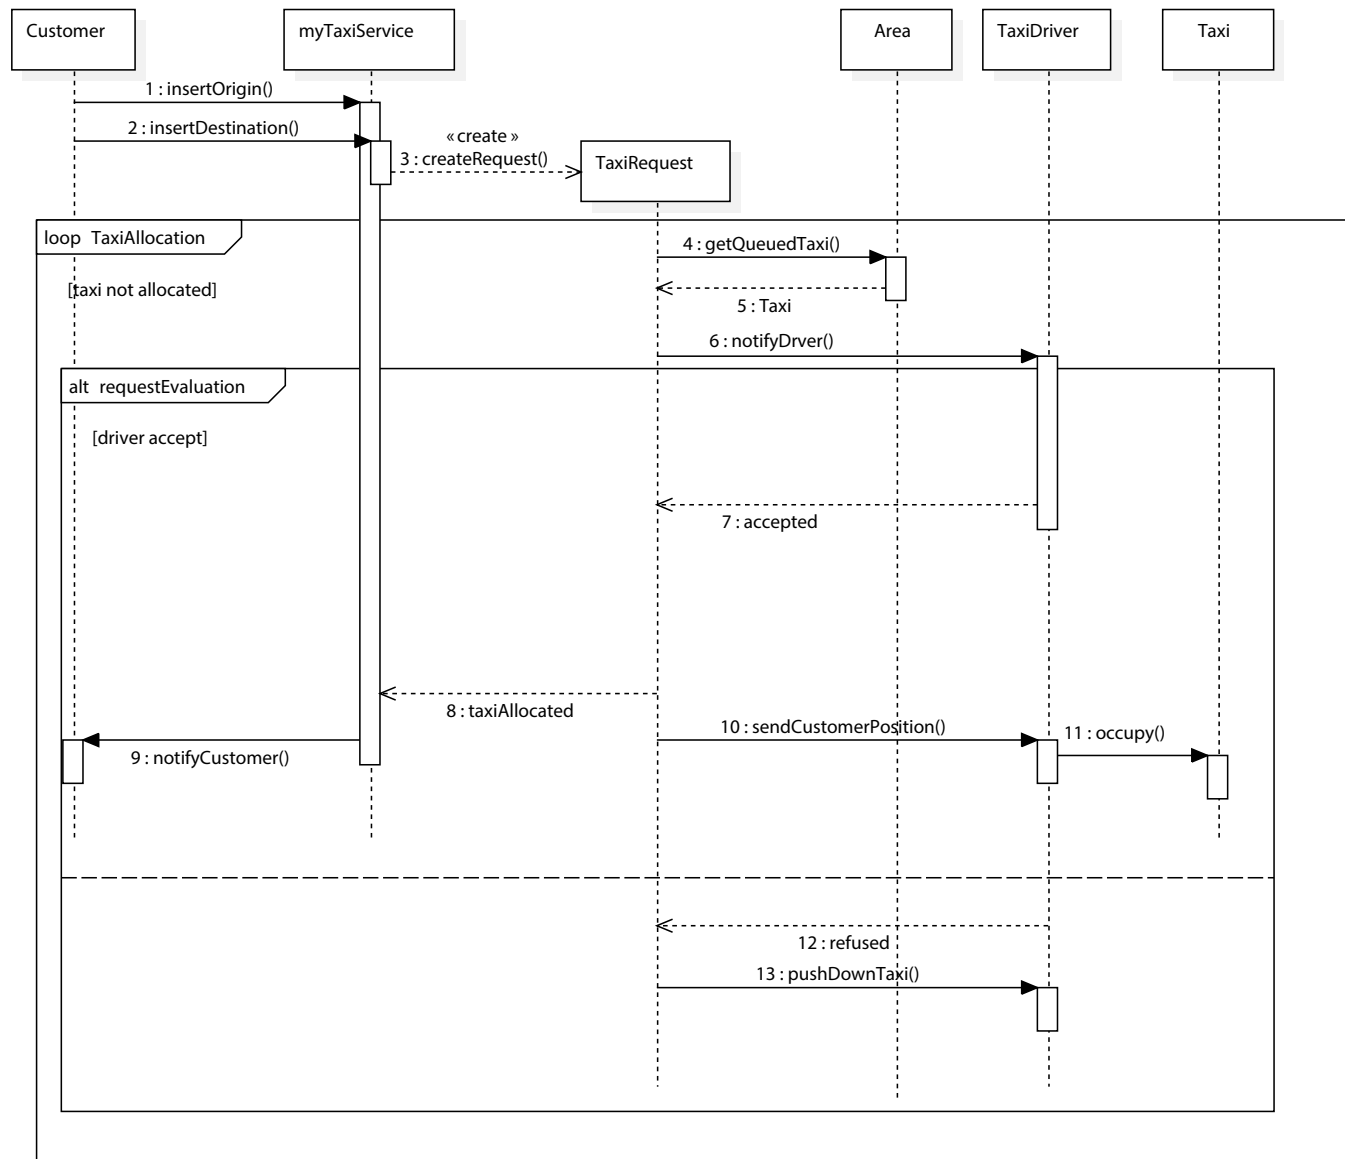 Customer
myTaxiService
Area
TaxiDriver
Taxi
1 : insertOrigin()
2 : insertDestination()
«create »
3 : createRequest()
TaxiRequest
loop TaxiAllocation
4 : getQueuedTaxi()
[taxi not allocated]
5 : Taxi
6 : notifyDrver()
alt requestEvaluation
[driver accept]
7 : accepted
8 : taxiAllocated
10 : sendCustomerPosition()
11 : occupy()
9 : notifyCustomer()
12 : refused
13 : pushDownTaxi()